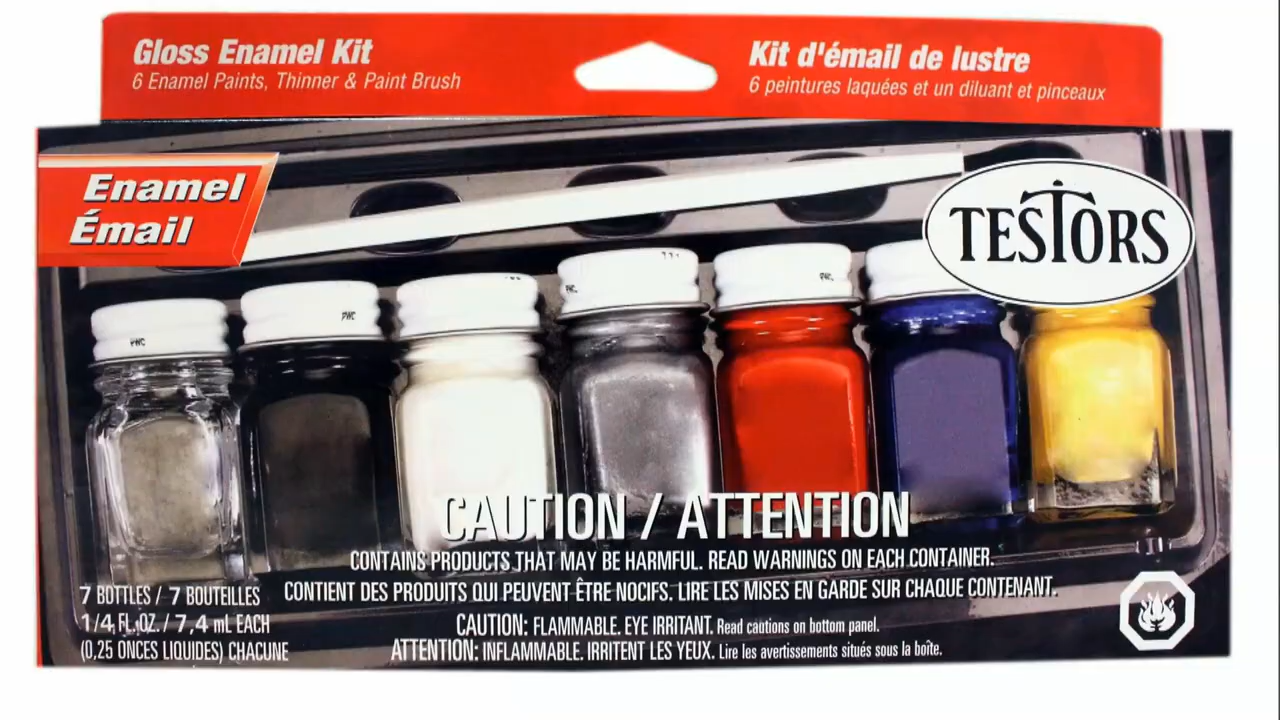 Gloss Enamel Kit
6 Enamel Paints, Thinner & Paint Brush
Kit d'émail de lustre
6 peintures laquées et un diluant et pinceaux
Enamel
Émail
TESTORS
PWC
PWC
PWC
PWC
CAUTION / ATTENTION
CONTAINS PRODUCTS THAT MAY BE HARMFUL. READ WARNINGS ON EACH CONTAINER.
CONTIENT DES PRODUITS QUI PEUVENT ÊTRE NOCIFS. LIRE LES MISES EN GARDE SUR CHAQUE CONTENANT.
7 BOTTLES / 7 BOUTEILLES
1/4 FL. OZ. / 7,4 mL EACH
(0,25 ONCES LIQUIDES) CHACUNE
CAUTION: FLAMMABLE. EYE IRRITANT. Read cautions on bottom panel.
ATTENTION: INFLAMMABLE. IRRITENT LES YEUX. Lire les avertissements situés sous la boîte.